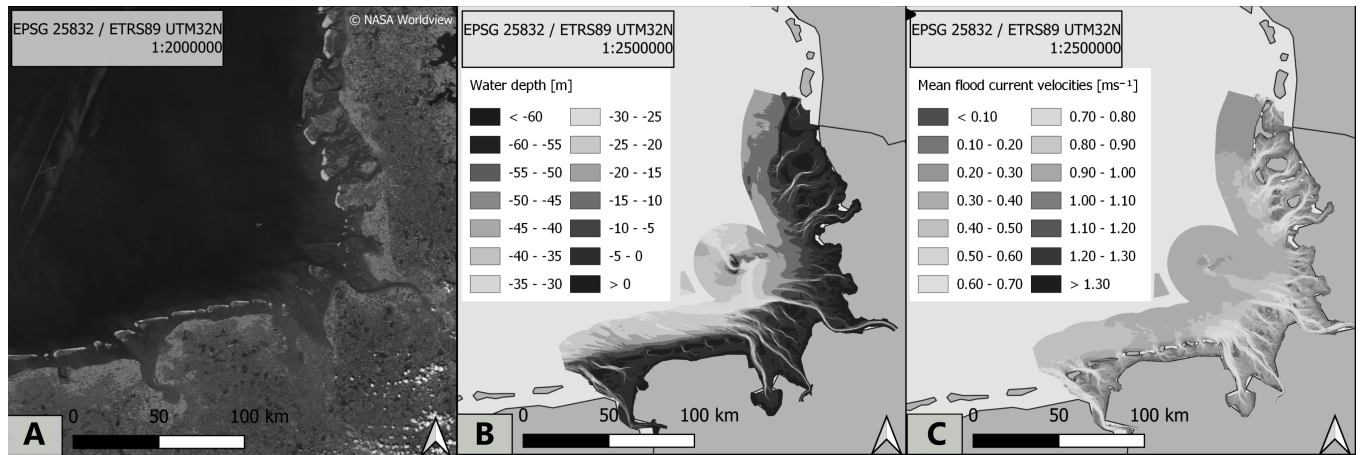 © NASA Worldview
EPSG 25832 / ETRS89 UTM32N
1:2000000
A
0 50 100 km
EPSG 25832 / ETRS89 UTM32N
1:2500000
Water depth [m]
< -60
-60 - -55
-55 - -50
-50 - -45
-45 - -40
-40 - -35
-35 - -30
-30 - -25
-25 - -20
-20 - -15
-15 - -10
-10 - -5
-5 - 0
> 0
B
0 50 100 km
EPSG 25832 / ETRS89 UTM32N
1:2500000
Mean flood current velocities [ms⁻¹]
< 0.10
0.10 - 0.20
0.20 - 0.30
0.30 - 0.40
0.40 - 0.50
0.50 - 0.60
0.60 - 0.70
0.70 - 0.80
0.80 - 0.90
0.90 - 1.00
1.00 - 1.10
1.10 - 1.20
1.20 - 1.30
> 1.30
C
0 50 100 km